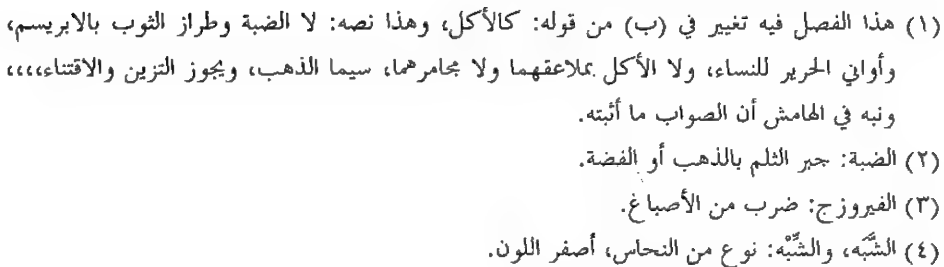 (١) هذا الفصل فيه تغيير في (ب) من قوله: كالأكل، وهذا نصه: لا الضبة وطراز الثوب بالابريسم،
وأواني الحرير للنساء، ولا الأكل بملاعقهما ولا مجامرهما، سيما الذهب، ويجوز التزين والاقتناء،،،،
ونبه في الهامش أن الصواب ما أثبته.
(٢) الضبة: جبر الثلم بالذهب أو الفضة.
(٣) الفيروزج: ضرب من الأصباغ.
(٤) الشَّبَه، والشِّبْه: نوع من النحاس، أصفر اللون.